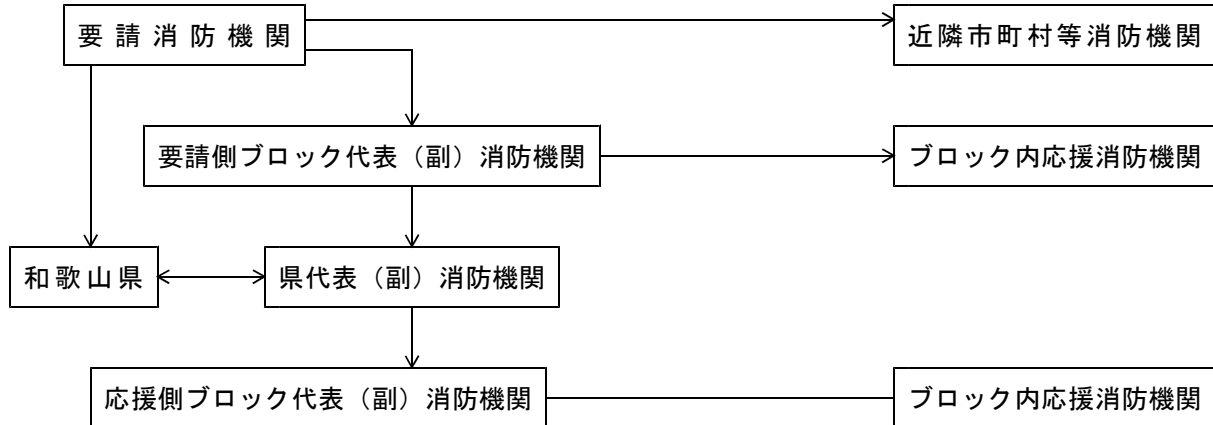 要請消防機関
近隣市町村等消防機関
要請側ブロック代表（副）消防機関
ブロック内応援消防機関
和歌山県
県代表（副）消防機関
応援側ブロック代表（副）消防機関
ブロック内応援消防機関